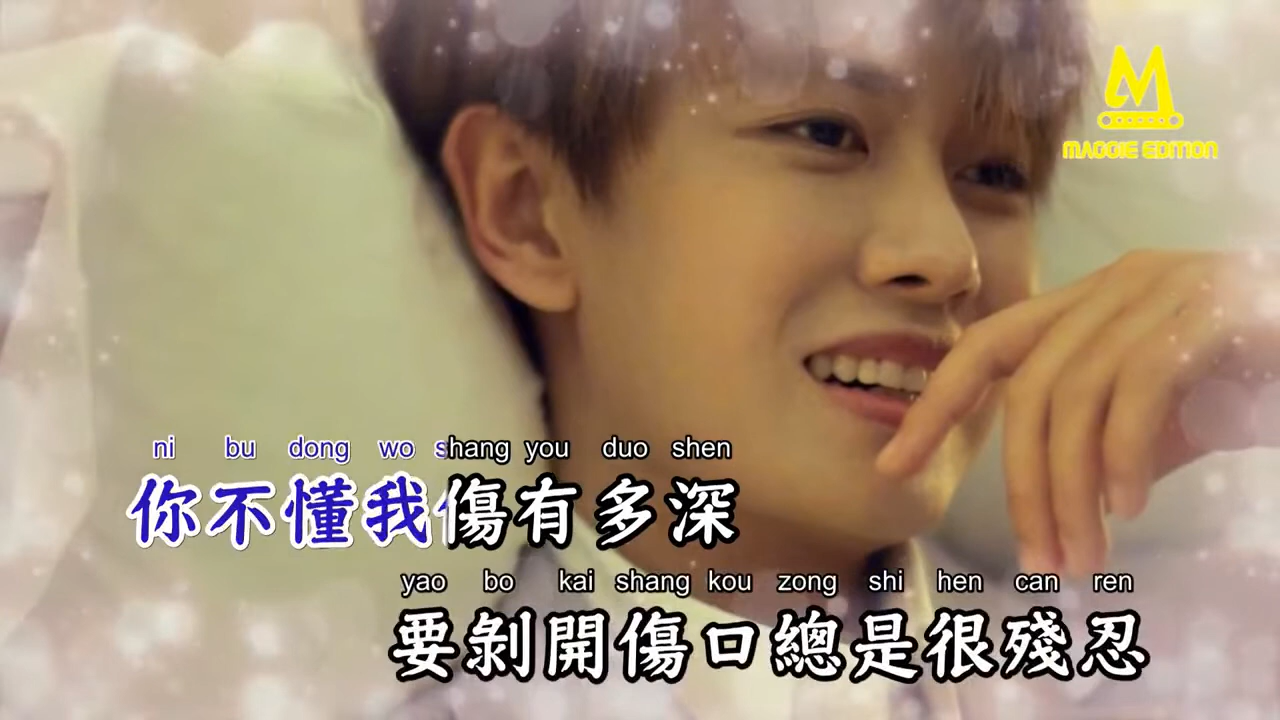 M
MAGGIE EDITION
ni bu dong wo shang you duo shen
你不懂我傷有多深
yao bo kai shang kou zong shi hen can ren
要剝開傷口總是很殘忍